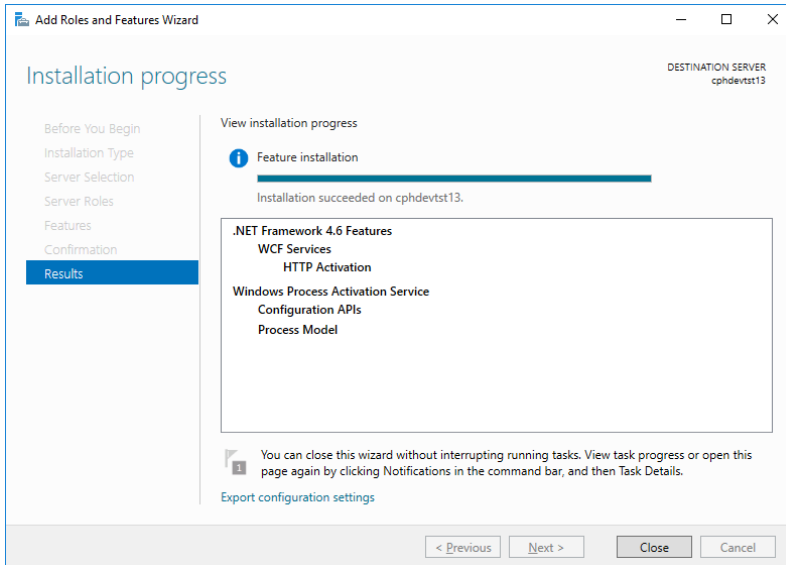 Add Roles and Features Wizard
Installation progress
DESTINATION SERVER
cphdevtst13
Before You Begin
Installation Type
Server Selection
Server Roles
Features
Confirmation
Results
View installation progress
Feature installation
Installation succeeded on cphdevtst13.
.NET Framework 4.6 Features
WCF Services
HTTP Activation
Windows Process Activation Service
Configuration APIs
Process Model
1
You can close this wizard without interrupting running tasks. View task progress or open this
page again by clicking Notifications in the command bar, and then Task Details.
Export configuration settings
< Previous
Next >
Close
Cancel